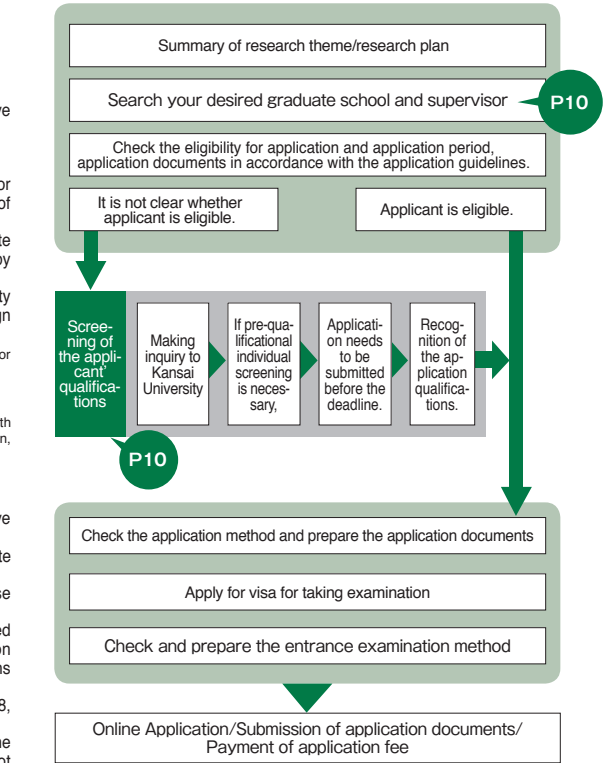 Summary of research theme/research plan
Search your desired graduate school and supervisor
P10
Check the eligibility for application and application period,
application documents in accordance with the application guidelines.
It is not clear whether
applicant is eligible.
Applicant is eligible.
Scree-
ning of
the appli-
cant'
qualifica-
tions
P10
Making
inquiry to
Kansai
University
If pre-qua-
lificational
individual
screening
is neces-
sary,
Applicati-
on needs
to be
submitted
before the
deadline.
Recog-
nition of
the ap-
plication
qualifica-
tions.
Check the application method and prepare the application documents
Apply for visa for taking examination
Check and prepare the entrance examination method
Online Application/Submission of application documents/
Payment of application fee